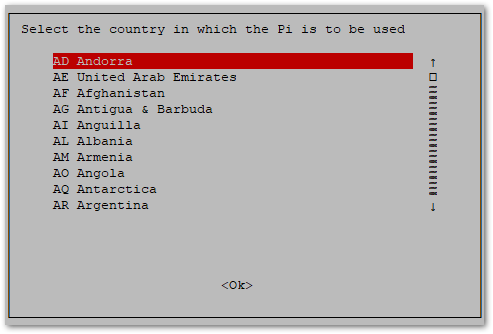 Select the country in which the Pi is to be used
AD Andorra
AE United Arab Emirates
AF Afghanistan
AG Antigua & Barbuda
AI Anguilla
AL Albania
AM Armenia
AO Angola
AQ Antarctica
AR Argentina
<Ok>